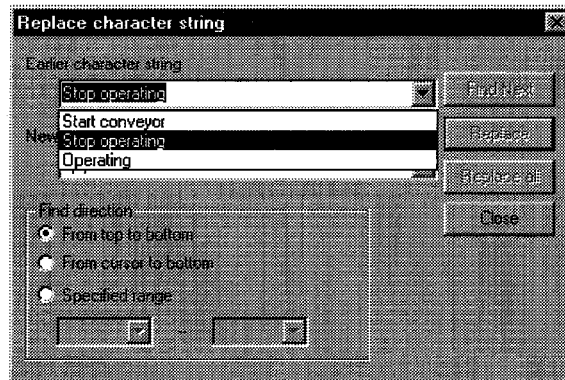 Replace character string
Earlier character string
Stop operating
Find Next
Start conveyor
New
Stop operating
Replace
Operating
Replace all
Find direction
Close
From top to bottom
From cursor to bottom
Specified range